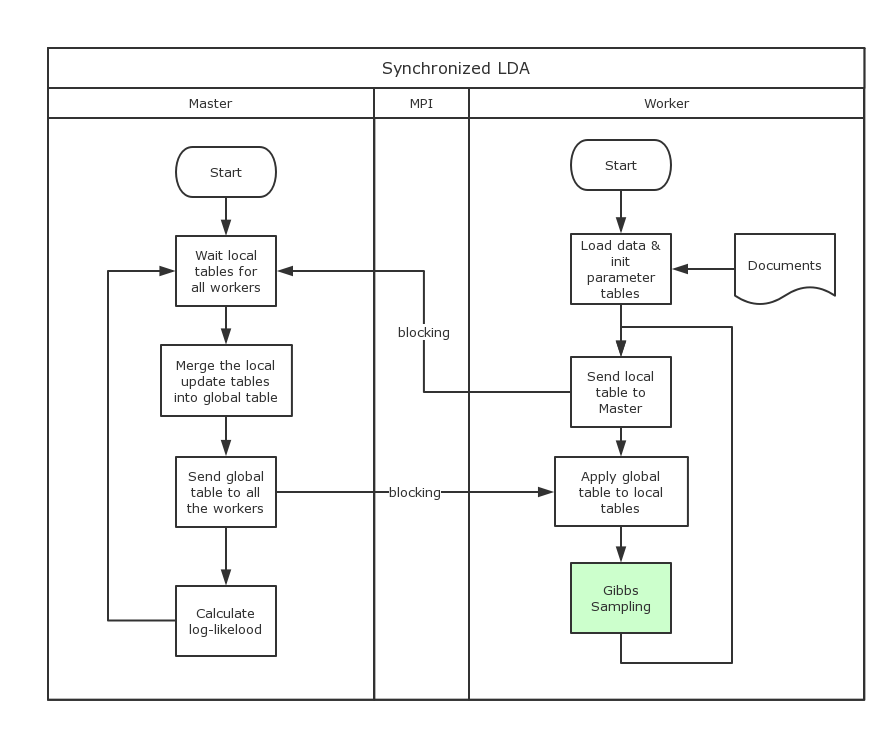 Synchronized LDA
Master
MPI
Worker
Start
Wait local
tables for
all workers
Merge the local
update tables
into global table
Send global
table to all
the workers
Calculate
log-likelood
blocking
blocking
Start
Load data &
init
parameter
tables
Documents
Send local
table to
Master
Apply global
table to local
tables
Gibbs
Sampling